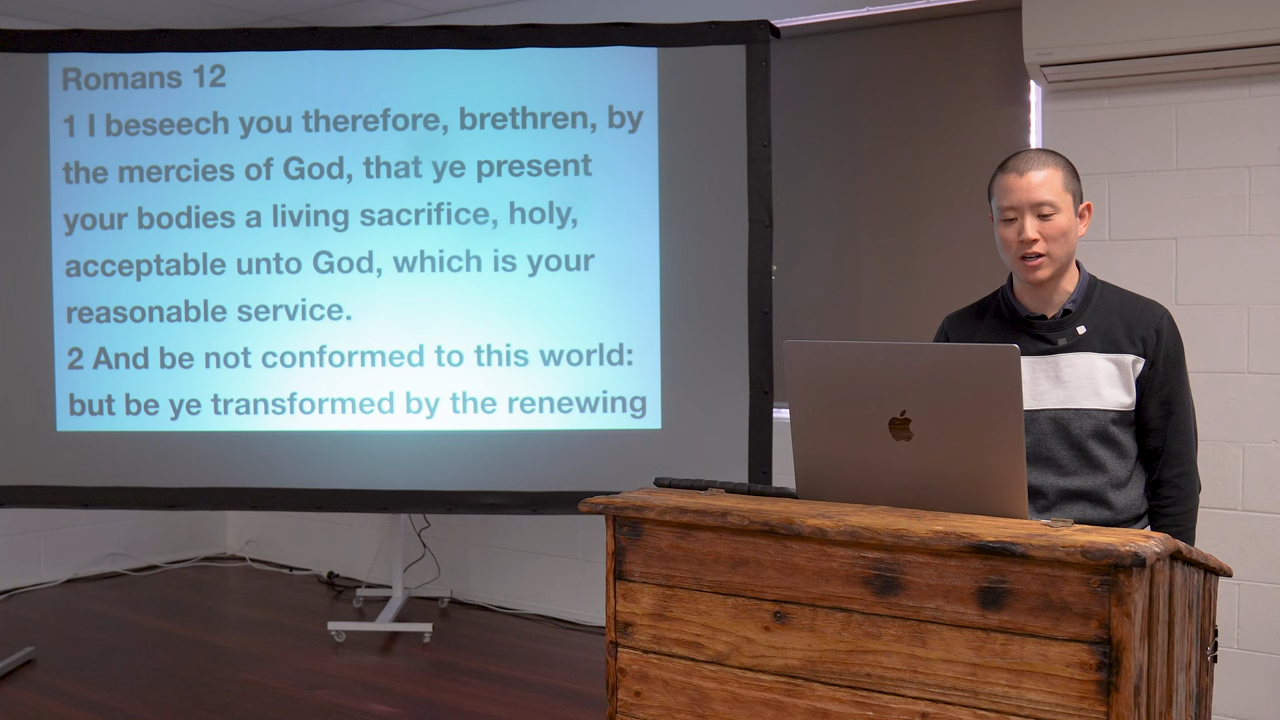 Romans 12
1 I beseech you therefore, brethren, by
the mercies of God, that ye present
your bodies a living sacrifice, holy,
acceptable unto God, which is your
reasonable service.
2 And be not conformed to this world:
but be ye transformed by the renewing